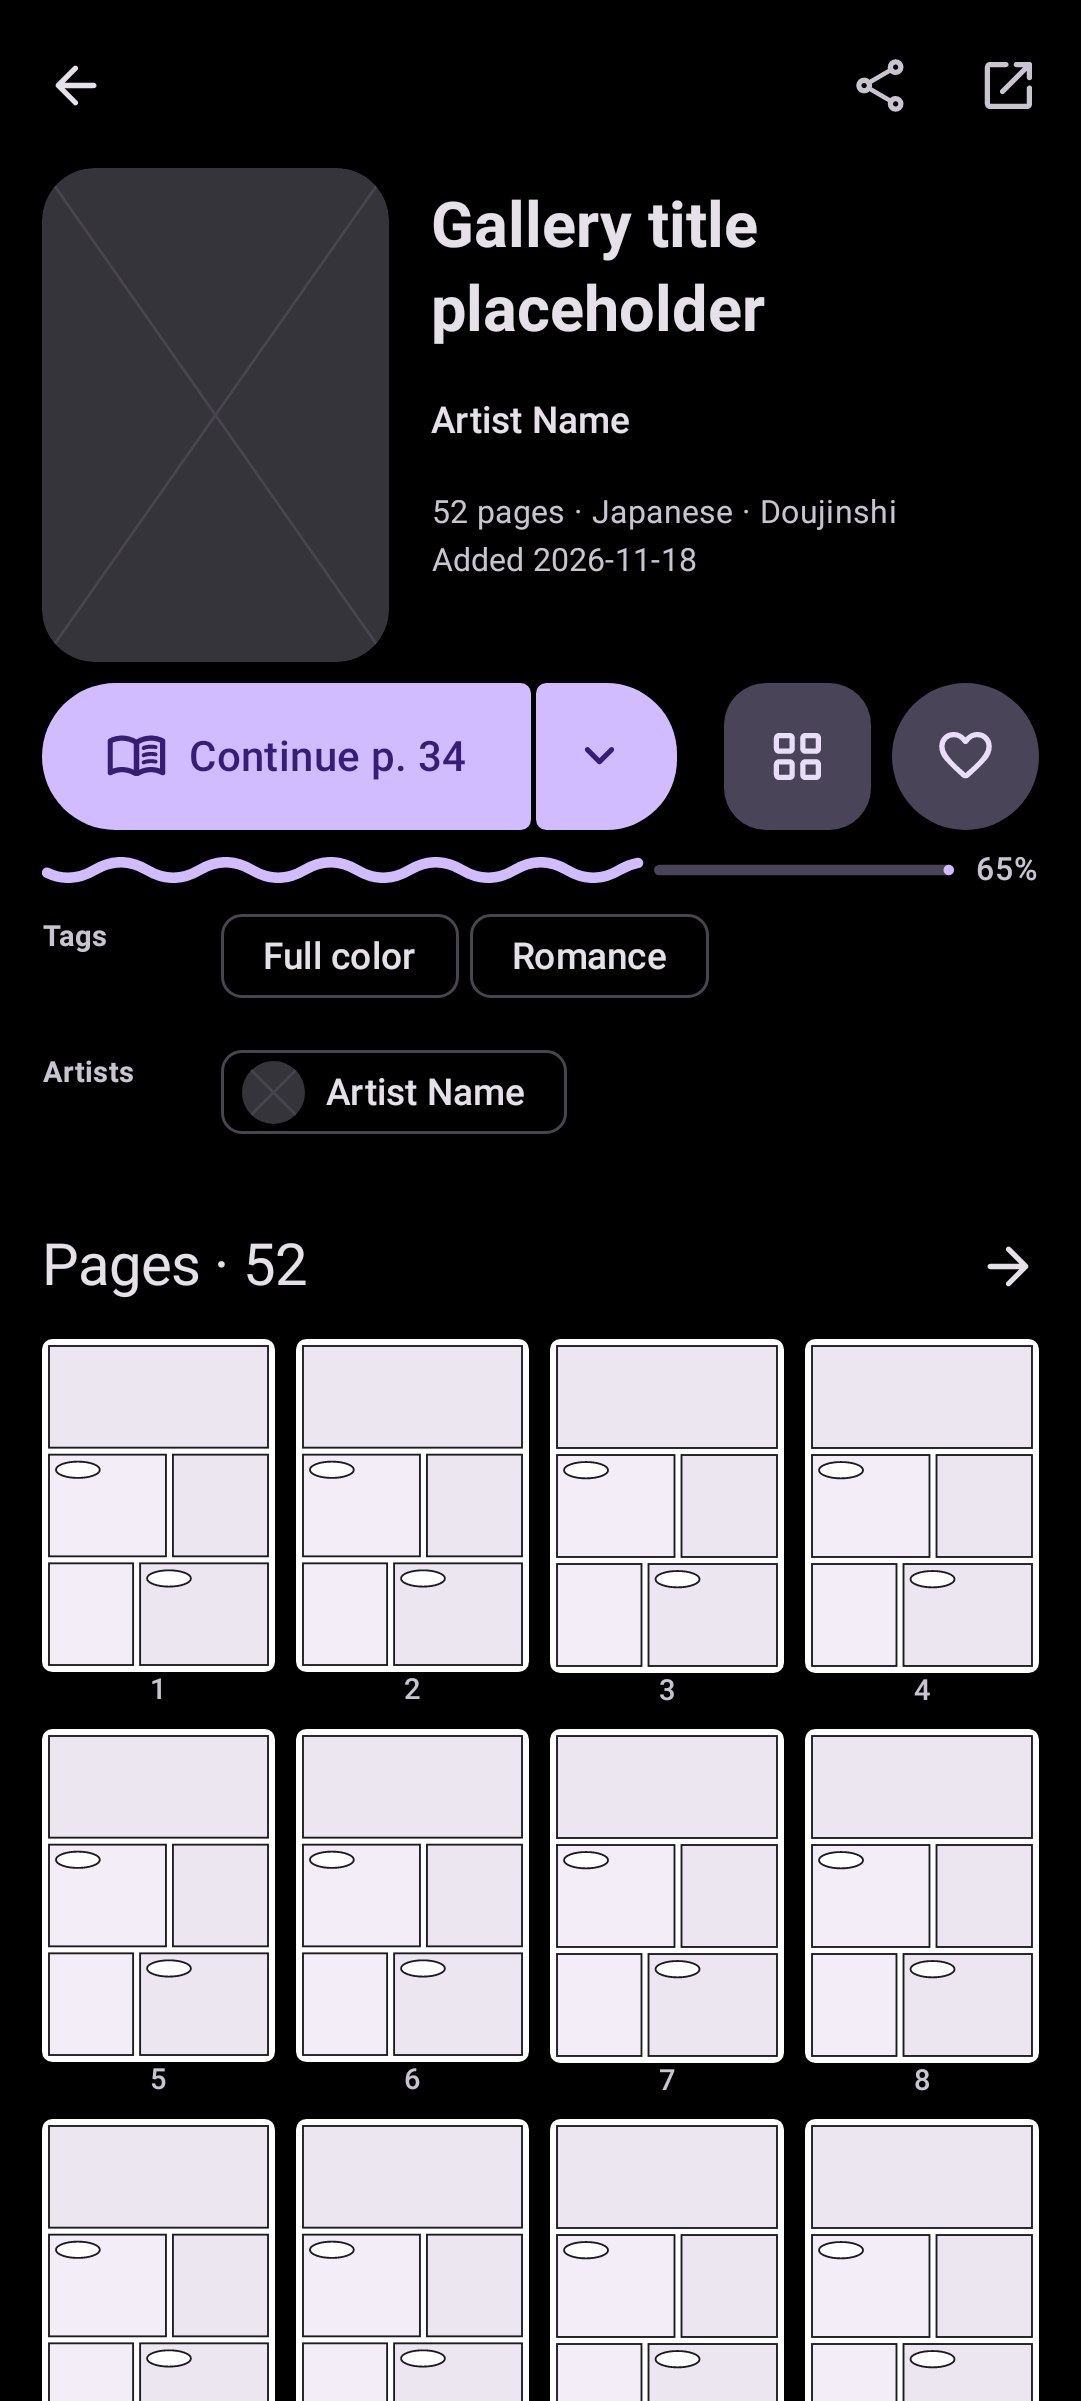 Gallery title
placeholder
Artist Name
52 pages · Japanese · Doujinshi
Added 2026-11-18
Continue p. 34
65%
Tags
Full color
Romance
Artists
Artist Name
Pages · 52
1
2
3
4
5
6
7
8